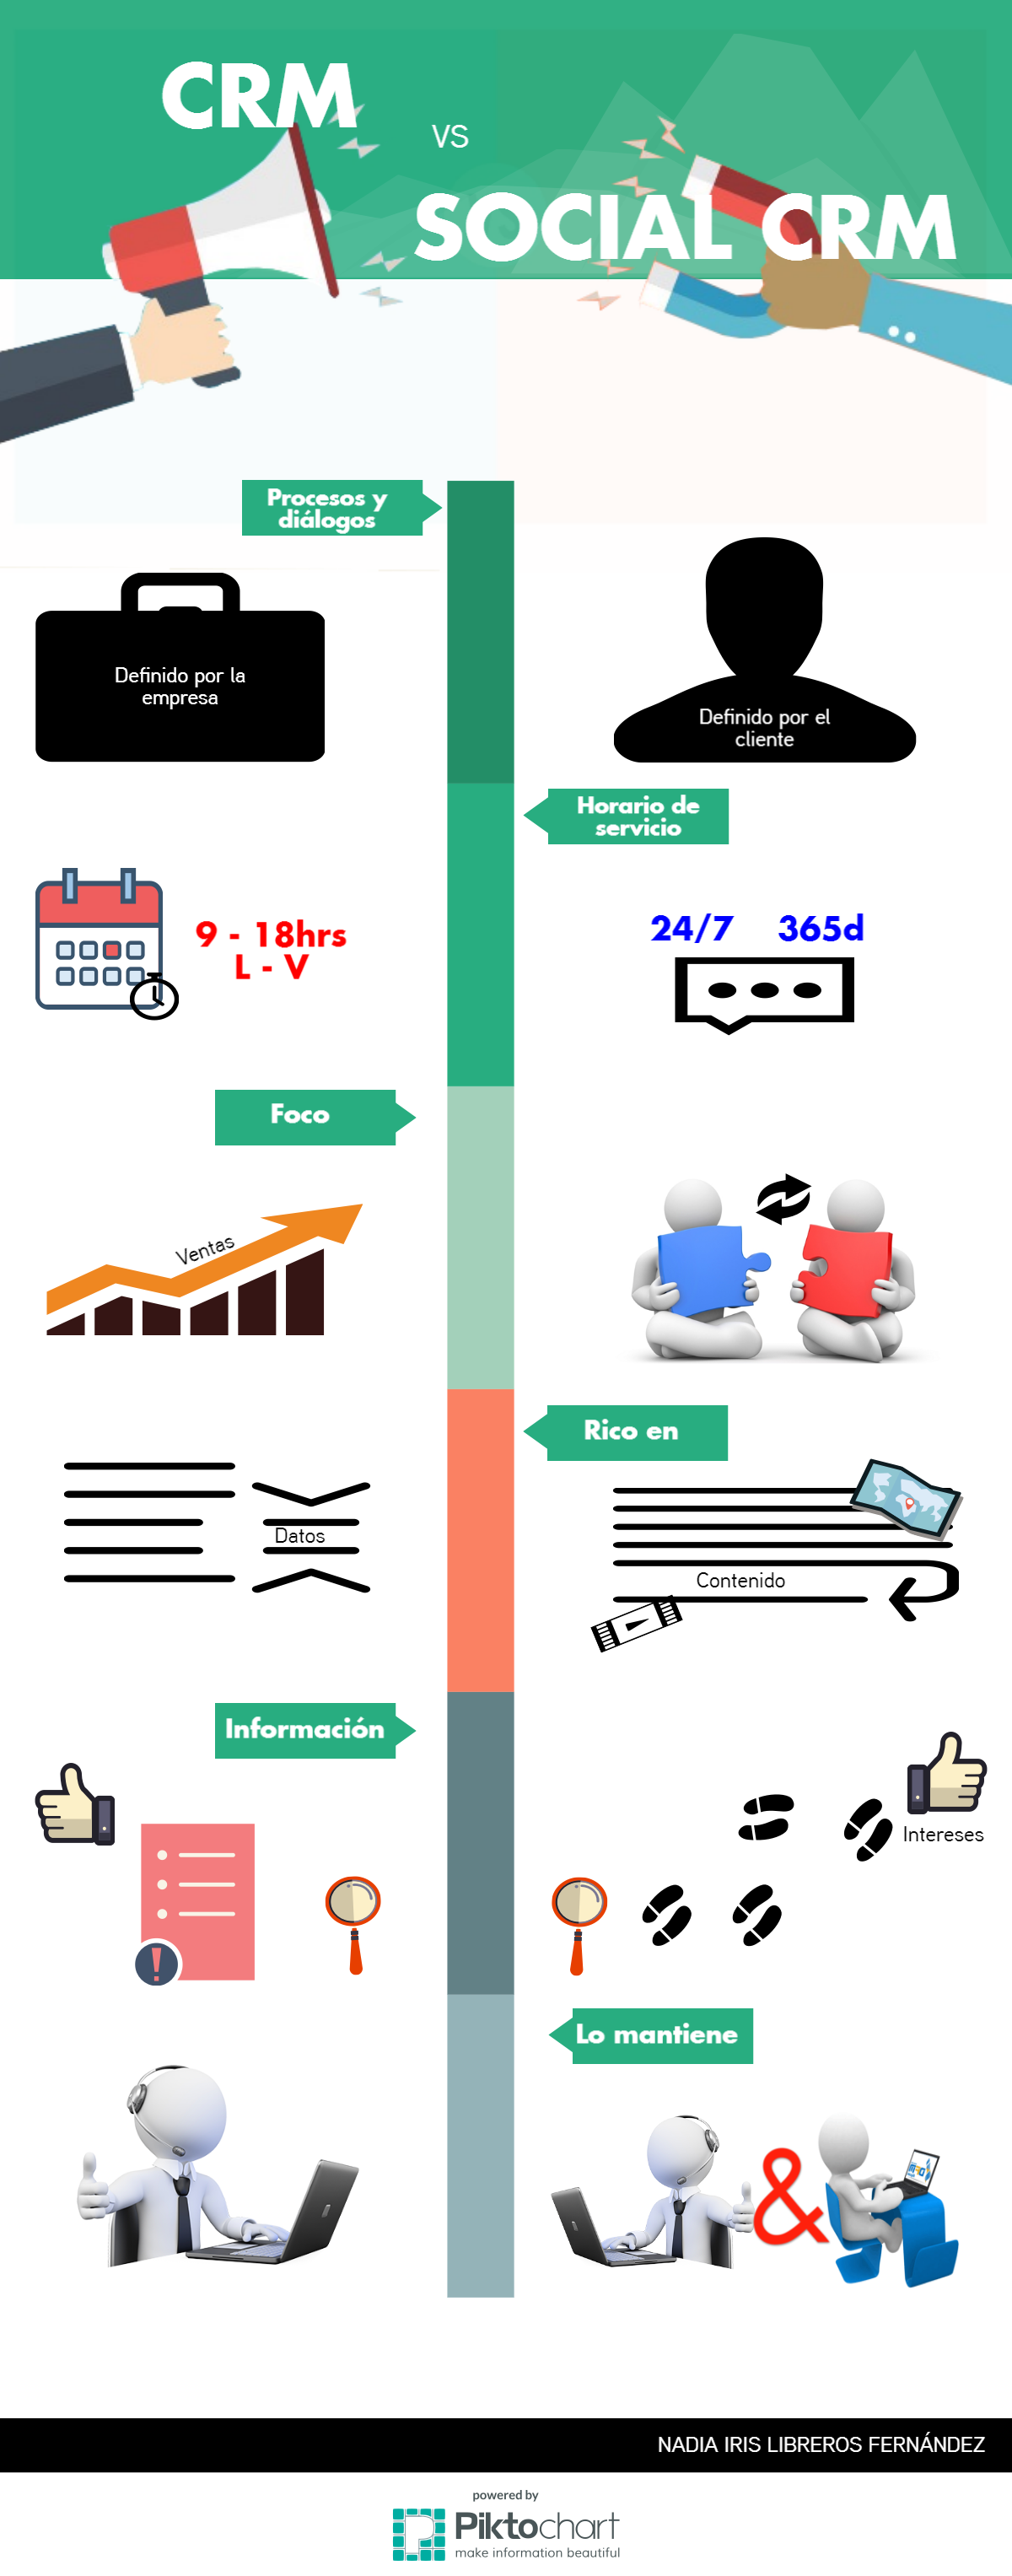 CRM
VS
SOCIAL CRM
Procesos y
diálogos
Definido por la
empresa
Definido por el
cliente
Horario de
servicio
9 - 18hrs
L - V
24/7 365d
Foco
Ventas
Rico en
Datos
Contenido
Información
Intereses
Lo mantiene
&
NADIA IRIS LIBREROS FERNÁNDEZ
powered by
Piktochart
make information beautiful